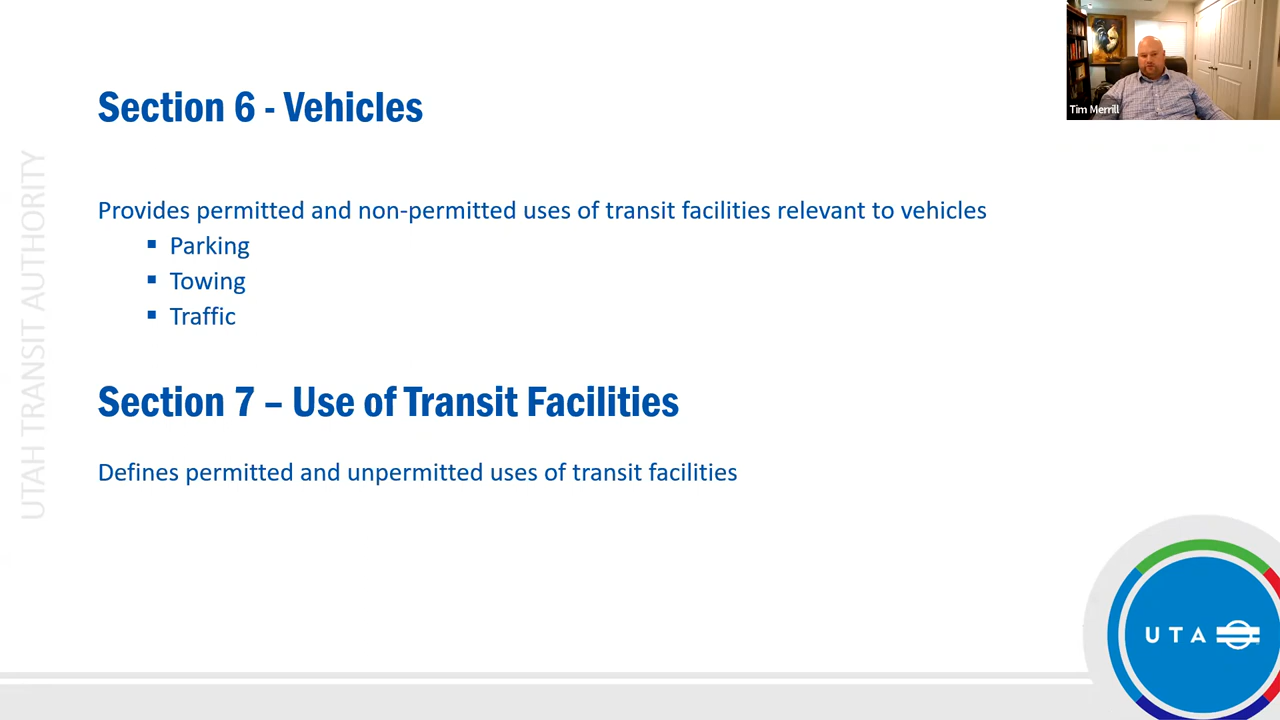 Section 6 - Vehicles
Tim Merrill
UTAH TRANSIT AUTHORITY
Provides permitted and non-permitted uses of transit facilities relevant to vehicles
▪ Parking
▪ Towing
▪ Traffic
Section 7 – Use of Transit Facilities
Defines permitted and unpermitted uses of transit facilities
UTA